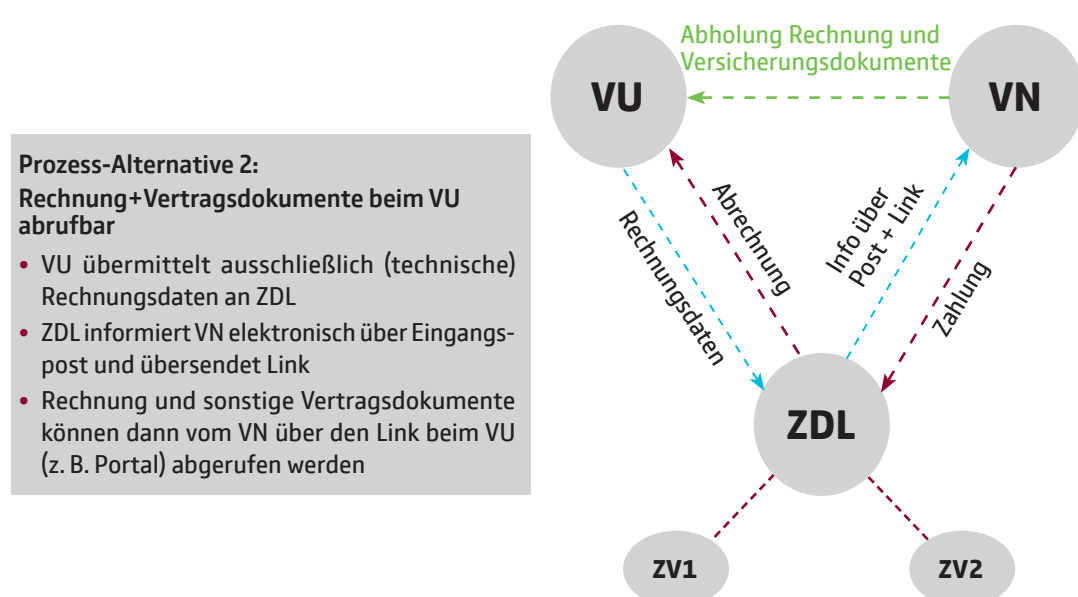 Prozess-Alternative 2:
Rechnung+Vertragsdokumente beim VU
abrufbar
• VU übermittelt ausschließlich (technische)
Rechnungsdaten an ZDL
• ZDL informiert VN elektronisch über Eingangs-
post und übersendet Link
• Rechnung und sonstige Vertragsdokumente
können dann vom VN über den Link beim VU
(z. B. Portal) abgerufen werden
Abholung Rechnung und
Versicherungsdokumente
VU
VN
Rechnungsdaten
Abrechnung
Info über
Post + Link
Zahlung
ZDL
ZV1
ZV2